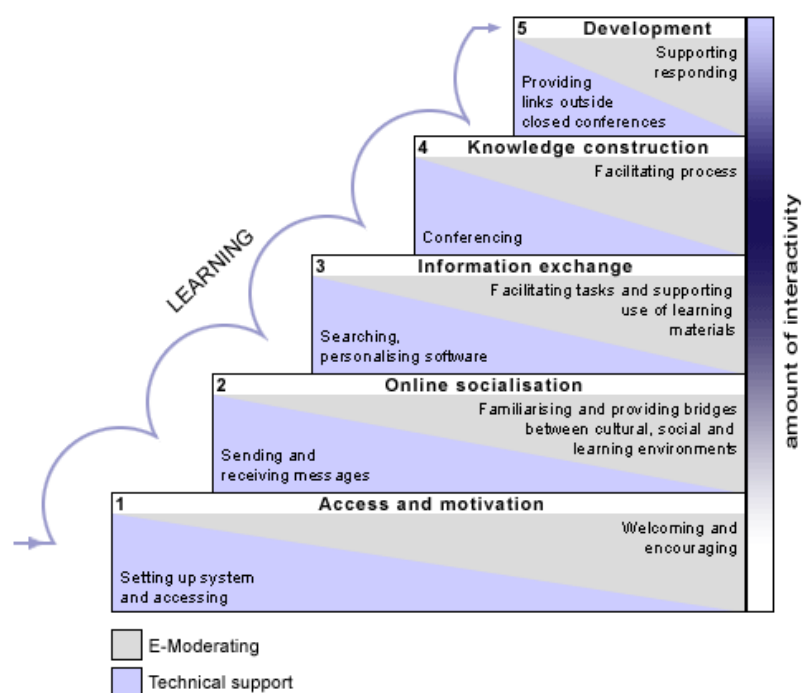 5 Development
Supporting
responding
Providing
links outside
closed conferences
4 Knowledge construction
Facilitating process
Conferencing
3 Information exchange
Facilitating tasks and supporting
use of learning
materials
Searching,
personalising software
2 Online socialisation
Familiarising and providing bridges
between cultural, social and
learning environments
Sending and
receiving messages
1 Access and motivation
Welcoming and
encouraging
Setting up system
and accessing
LEARNING
amount of interactivity
E-Moderating
Technical support